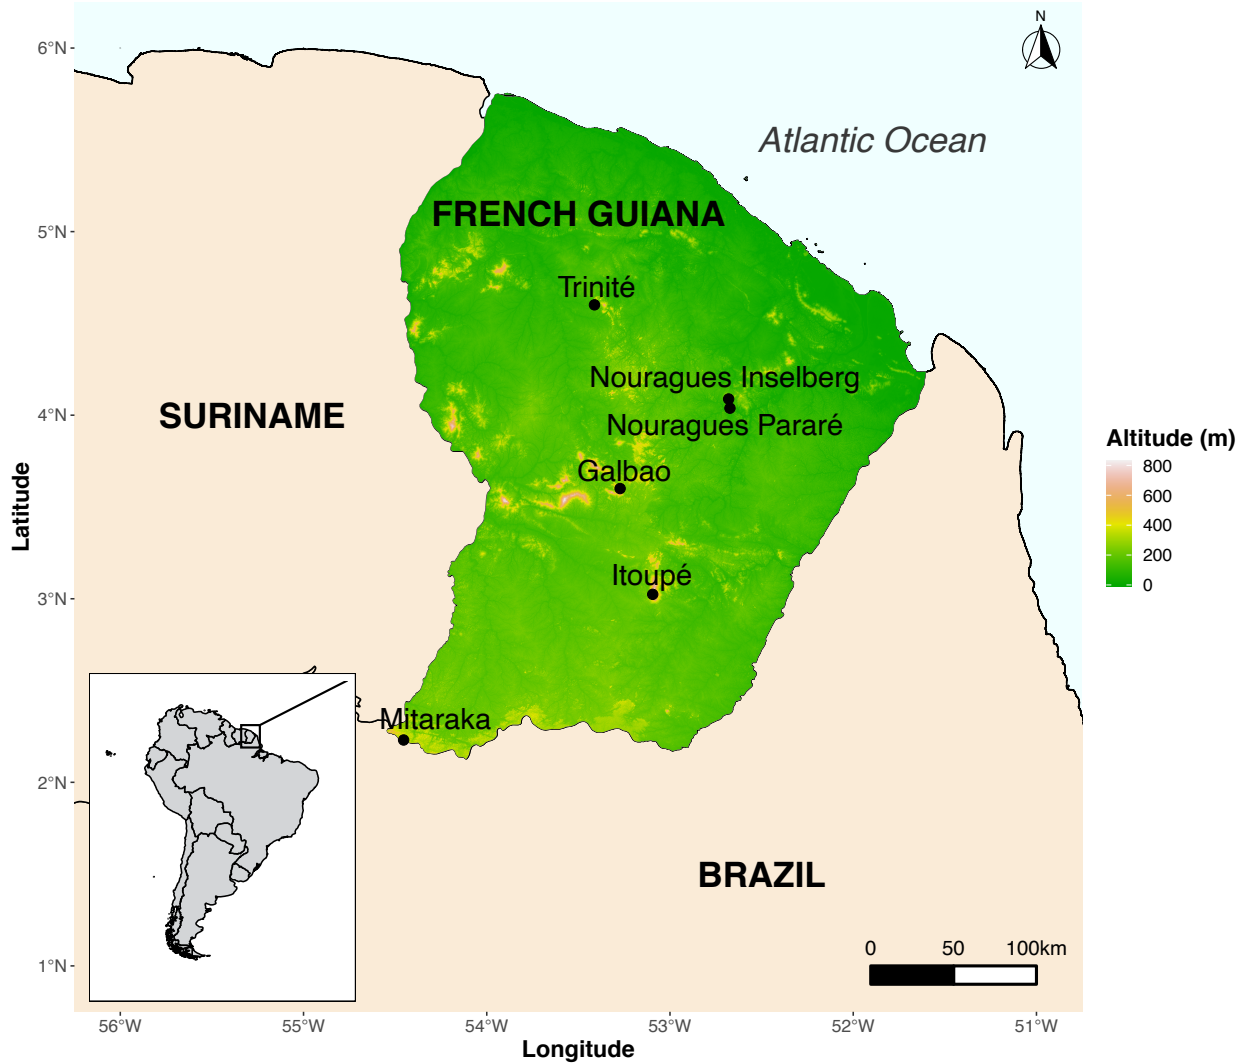 N
6°N
Atlantic Ocean
FRENCH GUIANA
5°N
Trinité
Nouragues Inselberg
SURINAME
4°N
Nouragues Pararé
Altitude (m)
800
600
400
200
0
Galbao
Latitude
Itoupé
3°N
Mitaraka
2°N
BRAZIL
0 50 100km
1°N
56°W 55°W 54°W 53°W 52°W 51°W
Longitude